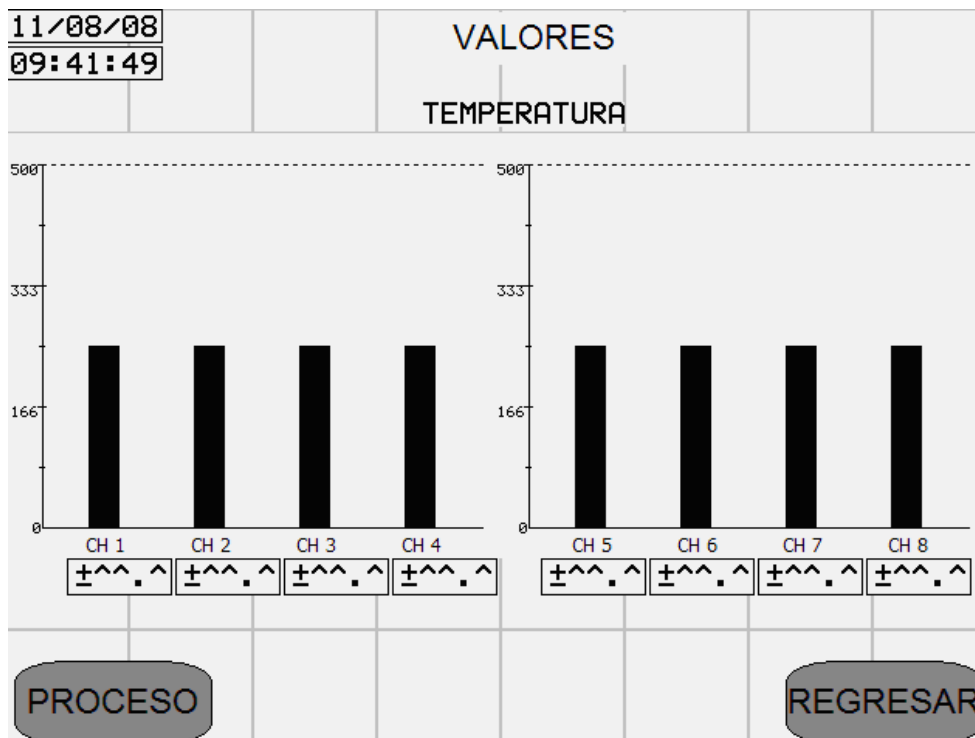 11/08/08
09:41:49
VALORES
TEMPERATURA
500
333
166
0
CH 1 CH 2 CH 3 CH 4
±^^.^ ±^^.^ ±^^.^ ±^^.^
500
333
166
0
CH 5 CH 6 CH 7 CH 8
±^^.^ ±^^.^ ±^^.^ ±^^.^
PROCESO
REGRESAR